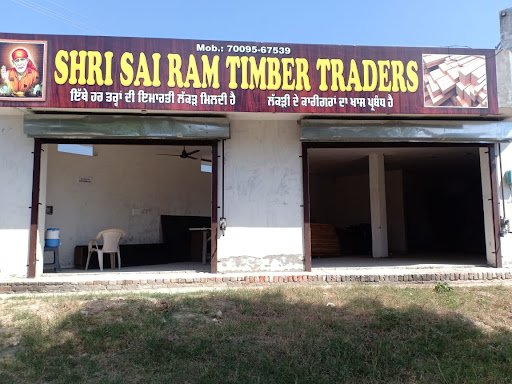 Mob.: 70095-67539
SHRI SAI RAM TIMBER TRADERS
ਇੱਥੇ ਹਰ ਤਰ੍ਹਾਂ ਦੀ ਇਮਾਰਤੀ ਲੱਕੜ ਮਿਲਦੀ ਹੈ
ਲੱਕੜੀ ਦੇ ਕਾਰੀਗਰਾਂ ਦਾ ਖਾਸ ਪ੍ਰਬੰਧ ਹੈ